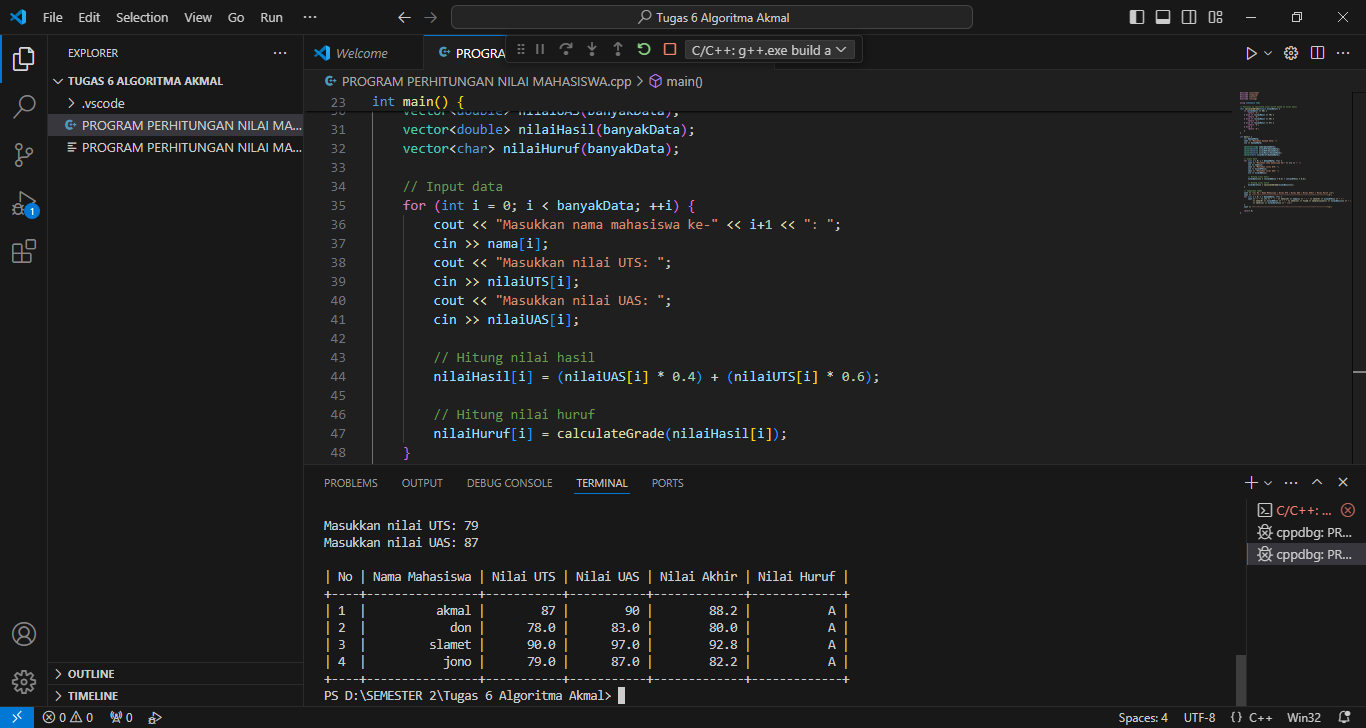 File Edit Selection View Go Run ··· Tugas 6 Algoritma Akmal
EXPLORER ···
TUGAS 6 ALGORITMA AKMAL
.vscode
PROGRAM PERHITUNGAN NILAI MA...
PROGRAM PERHITUNGAN NILAI MA...
OUTLINE
TIMELINE
Welcome
PROGRA
C/C++: g++.exe build a
PROGRAM PERHITUNGAN NILAI MAHASISWA.cpp > main()
23 int main() {
30 vector<double> nilaiUAS(banyakData);
31 vector<double> nilaiHasil(banyakData);
32 vector<char> nilaiHuruf(banyakData);
33
34 // Input data
35 for (int i = 0; i < banyakData; ++i) {
36 cout << "Masukkan nama mahasiswa ke-" << i+1 << ": ";
37 cin >> nama[i];
38 cout << "Masukkan nilai UTS: ";
39 cin >> nilaiUTS[i];
40 cout << "Masukkan nilai UAS: ";
41 cin >> nilaiUAS[i];
42
43 // Hitung nilai hasil
44 nilaiHasil[i] = (nilaiUAS[i] * 0.4) + (nilaiUTS[i] * 0.6);
45
46 // Hitung nilai huruf
47 nilaiHuruf[i] = calculateGrade(nilaiHasil[i]);
48 }
PROBLEMS OUTPUT DEBUG CONSOLE TERMINAL PORTS
Masukkan nilai UTS: 79
Masukkan nilai UAS: 87
| No | Nama Mahasiswa | Nilai UTS | Nilai UAS | Nilai Akhir | Nilai Huruf |
+----+----------------+-----------+-----------+-------------+-------------+
| 1 | akmal | 87 | 90 | 88.2 | A |
| 2 | don | 78.0 | 83.0 | 80.0 | A |
| 3 | slamet | 90.0 | 97.0 | 92.8 | A |
| 4 | jono | 79.0 | 87.0 | 82.2 | A |
+----+----------------+-----------+-----------+-------------+-------------+
PS D:\SEMESTER 2\Tugas 6 Algoritma Akmal>
C/C++: ...
cppdbg: PR...
cppdbg: PR...
1
0 0 0 Spaces: 4 UTF-8 {} C++ Win32